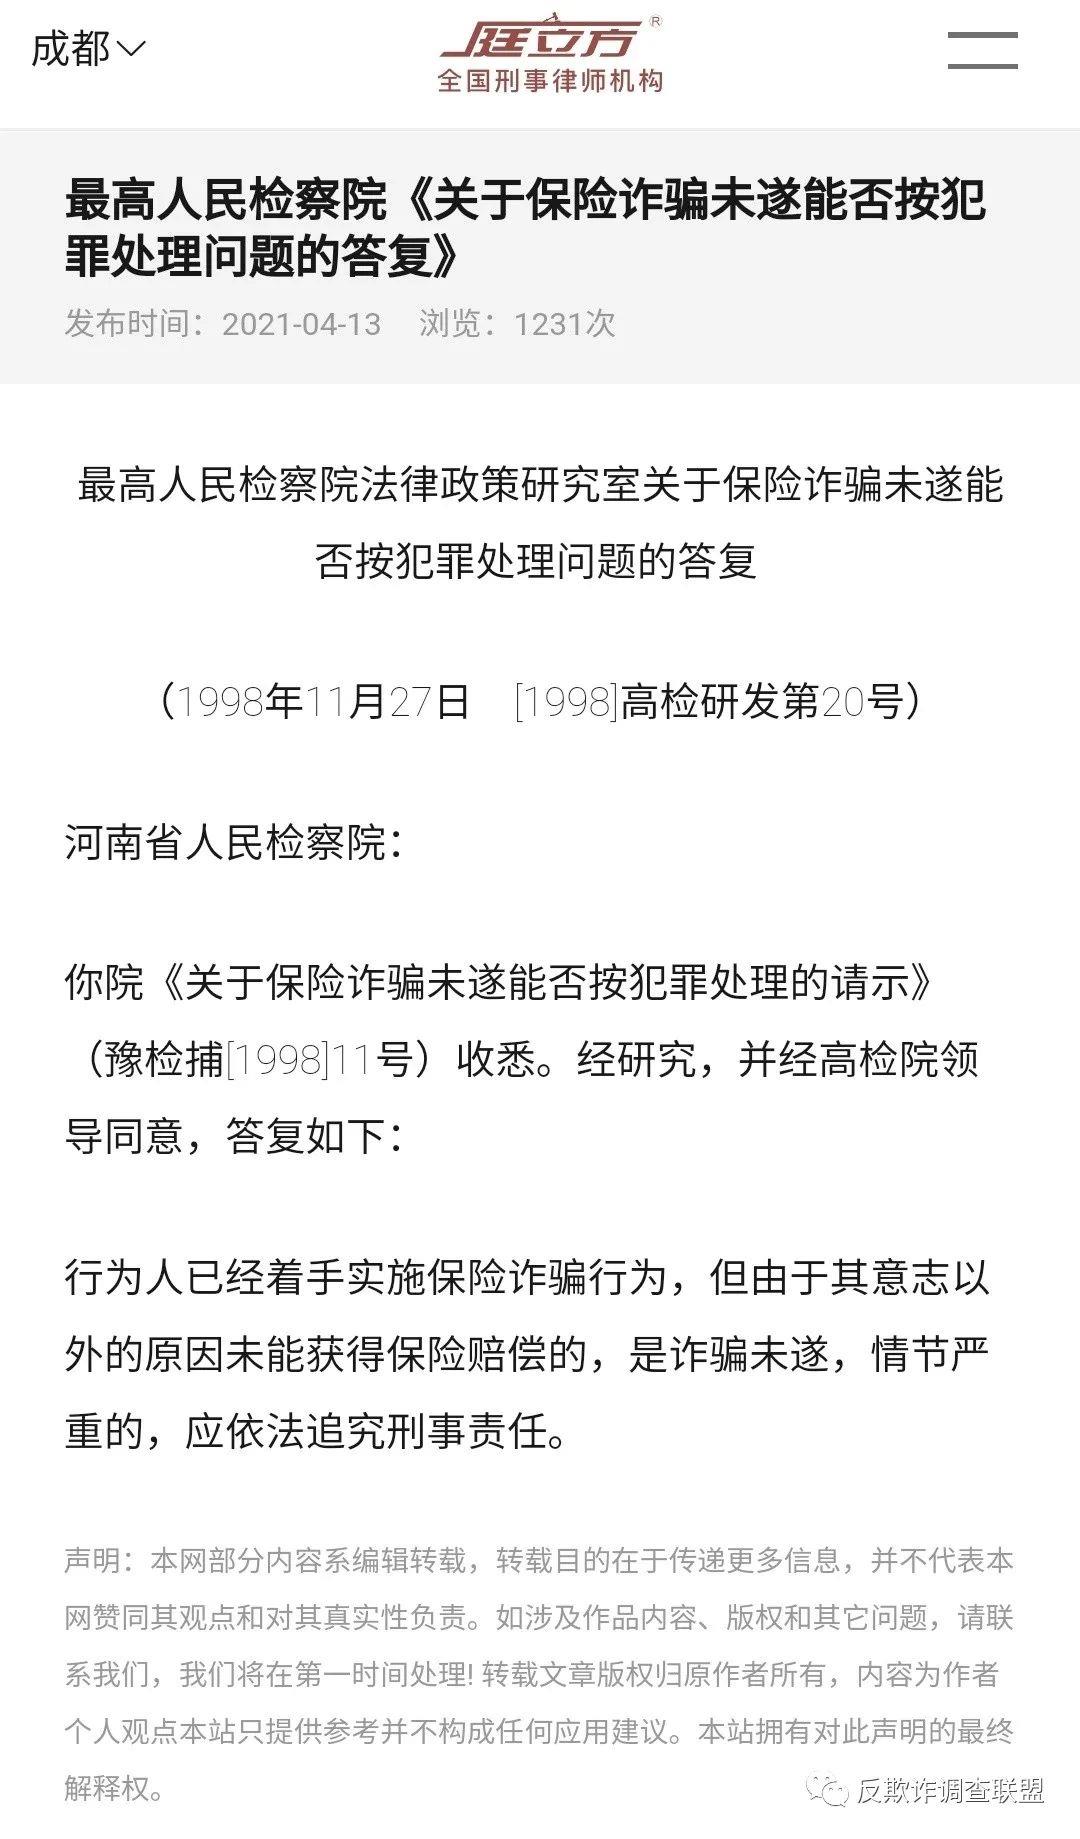 成都
庭立方®
全国刑事律师机构
最高人民检察院《关于保险诈骗未遂能否按犯
罪处理问题的答复》
发布时间：2021-04-13 浏览：1231次
最高人民检察院法律政策研究室关于保险诈骗未遂能
否按犯罪处理问题的答复
（1998年11月27日 [1998]高检研发第20号）
河南省人民检察院：
你院《关于保险诈骗未遂能否按犯罪处理的请示》
（豫检捕[1998]11号）收悉。经研究，并经高检院领
导同意，答复如下：
行为人已经着手实施保险诈骗行为，但由于其意志以
外的原因未能获得保险赔偿的，是诈骗未遂，情节严
重的，应依法追究刑事责任。
声明：本网部分内容系编辑转载，转载目的在于传递更多信息，并不代表本
网赞同其观点和对其真实性负责。如涉及作品内容、版权和其它问题，请联
系我们，我们将在第一时间处理! 转载文章版权归原作者所有，内容为作者
个人观点本站只提供参考并不构成任何应用建议。本站拥有对此声明的最终
解释权。
反欺诈调查联盟